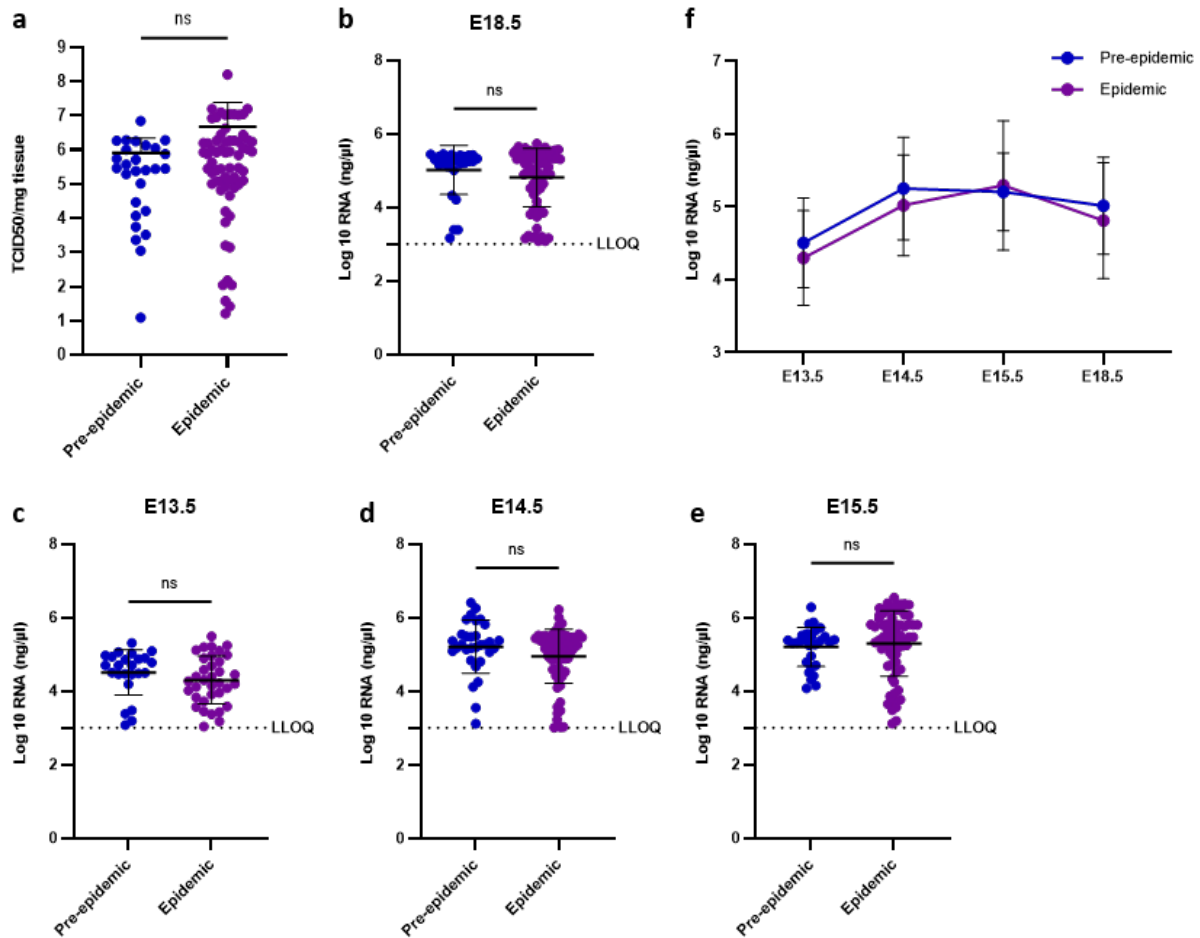 a
ns
TCID50/mg tissue
9
8
7
6
5
4
3
2
1
0
Pre-epidemic
Epidemic
b
E18.5
ns
Log 10 RNA (ng/µl)
8
6
4
2
0
LLOQ
Pre-epidemic
Epidemic
f
Pre-epidemic
Epidemic
Log 10 RNA (ng/µl)
7
6
5
4
3
E13.5
E14.5
E15.5
E18.5
c
E13.5
ns
Log 10 RNA (ng/µl)
8
6
4
2
0
LLOQ
Pre-epidemic
Epidemic
d
E14.5
ns
Log 10 RNA (ng/µl)
8
6
4
2
0
LLOQ
Pre-epidemic
Epidemic
e
E15.5
ns
Log 10 RNA (ng/µl)
8
6
4
2
0
LLOQ
Pre-epidemic
Epidemic